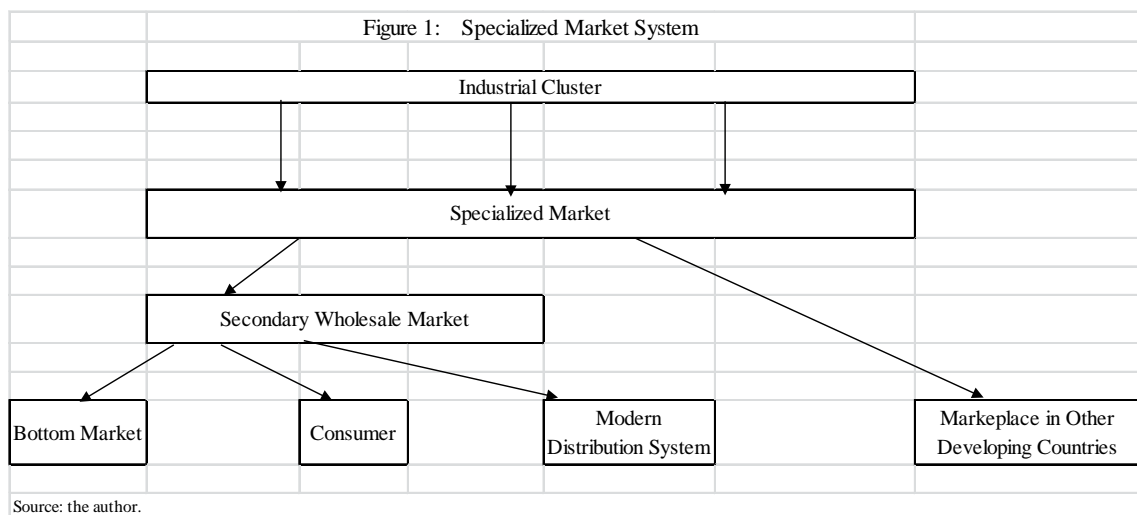 Figure 1: Specialized Market System
Industrial Cluster
Specialized Market
Secondary Wholesale Market
Bottom Market
Consumer
Modern
Distribution System
Markeplace in Other
Developing Countries
Source: the author.